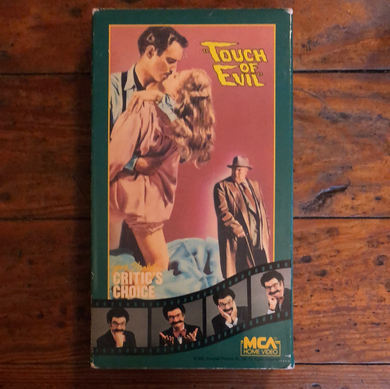 "TOUCH
OF
EVIL"
CRITIC'S
CHOICE
MCA
HOME VIDEO